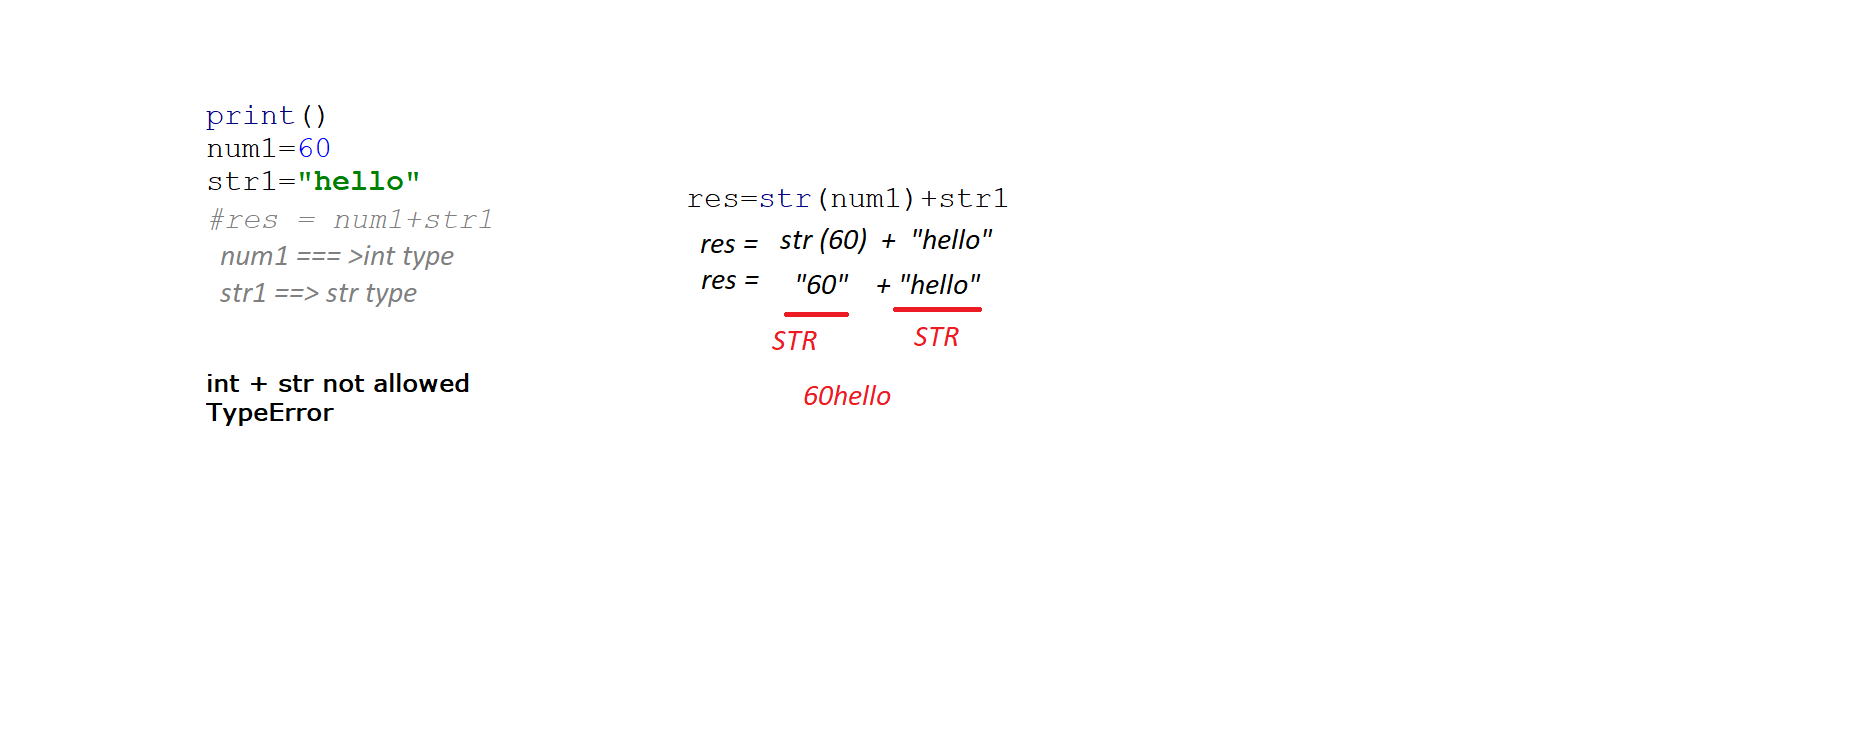 print()
num1=60
str1="hello"
#res = num1+str1
num1 === >int type
str1 ==> str type
int + str not allowed
TypeError
res=str(num1)+str1
res = str (60) + "hello"
res = "60" + "hello"
STR STR
60hello